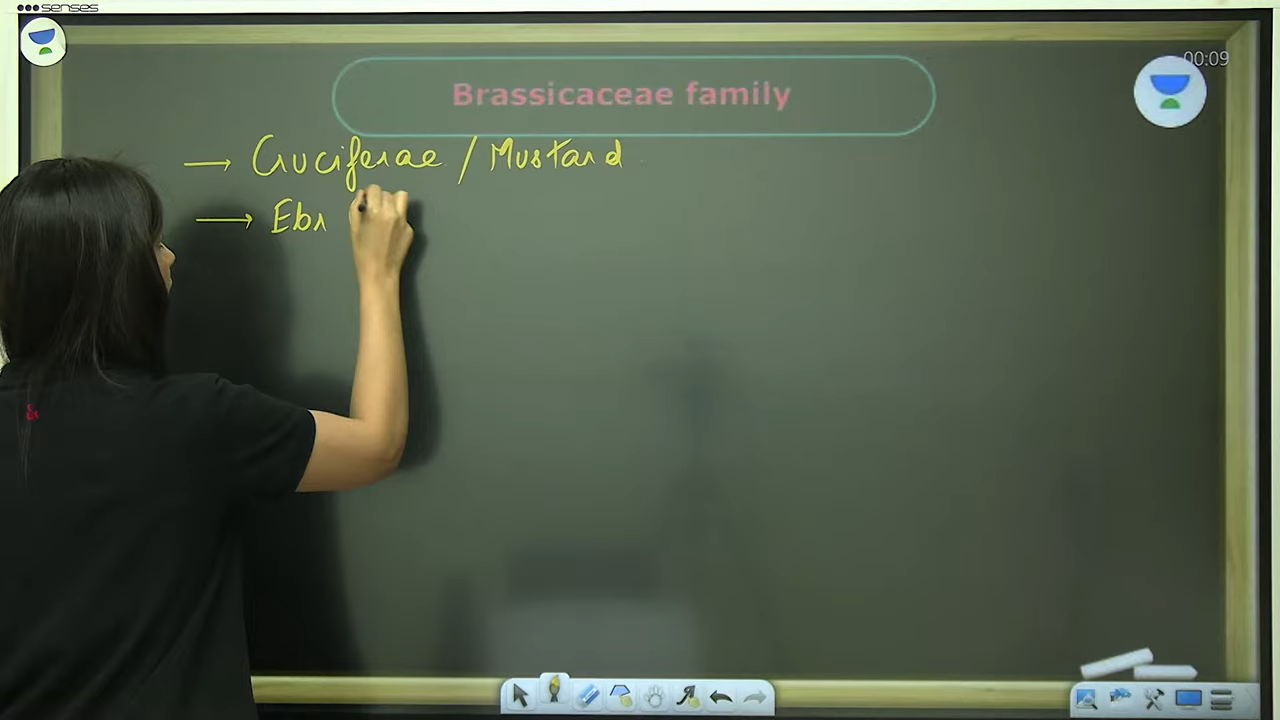 senses
00:09
Brassicaceae family
→ Cruciferae / Mustard
→ Ebr